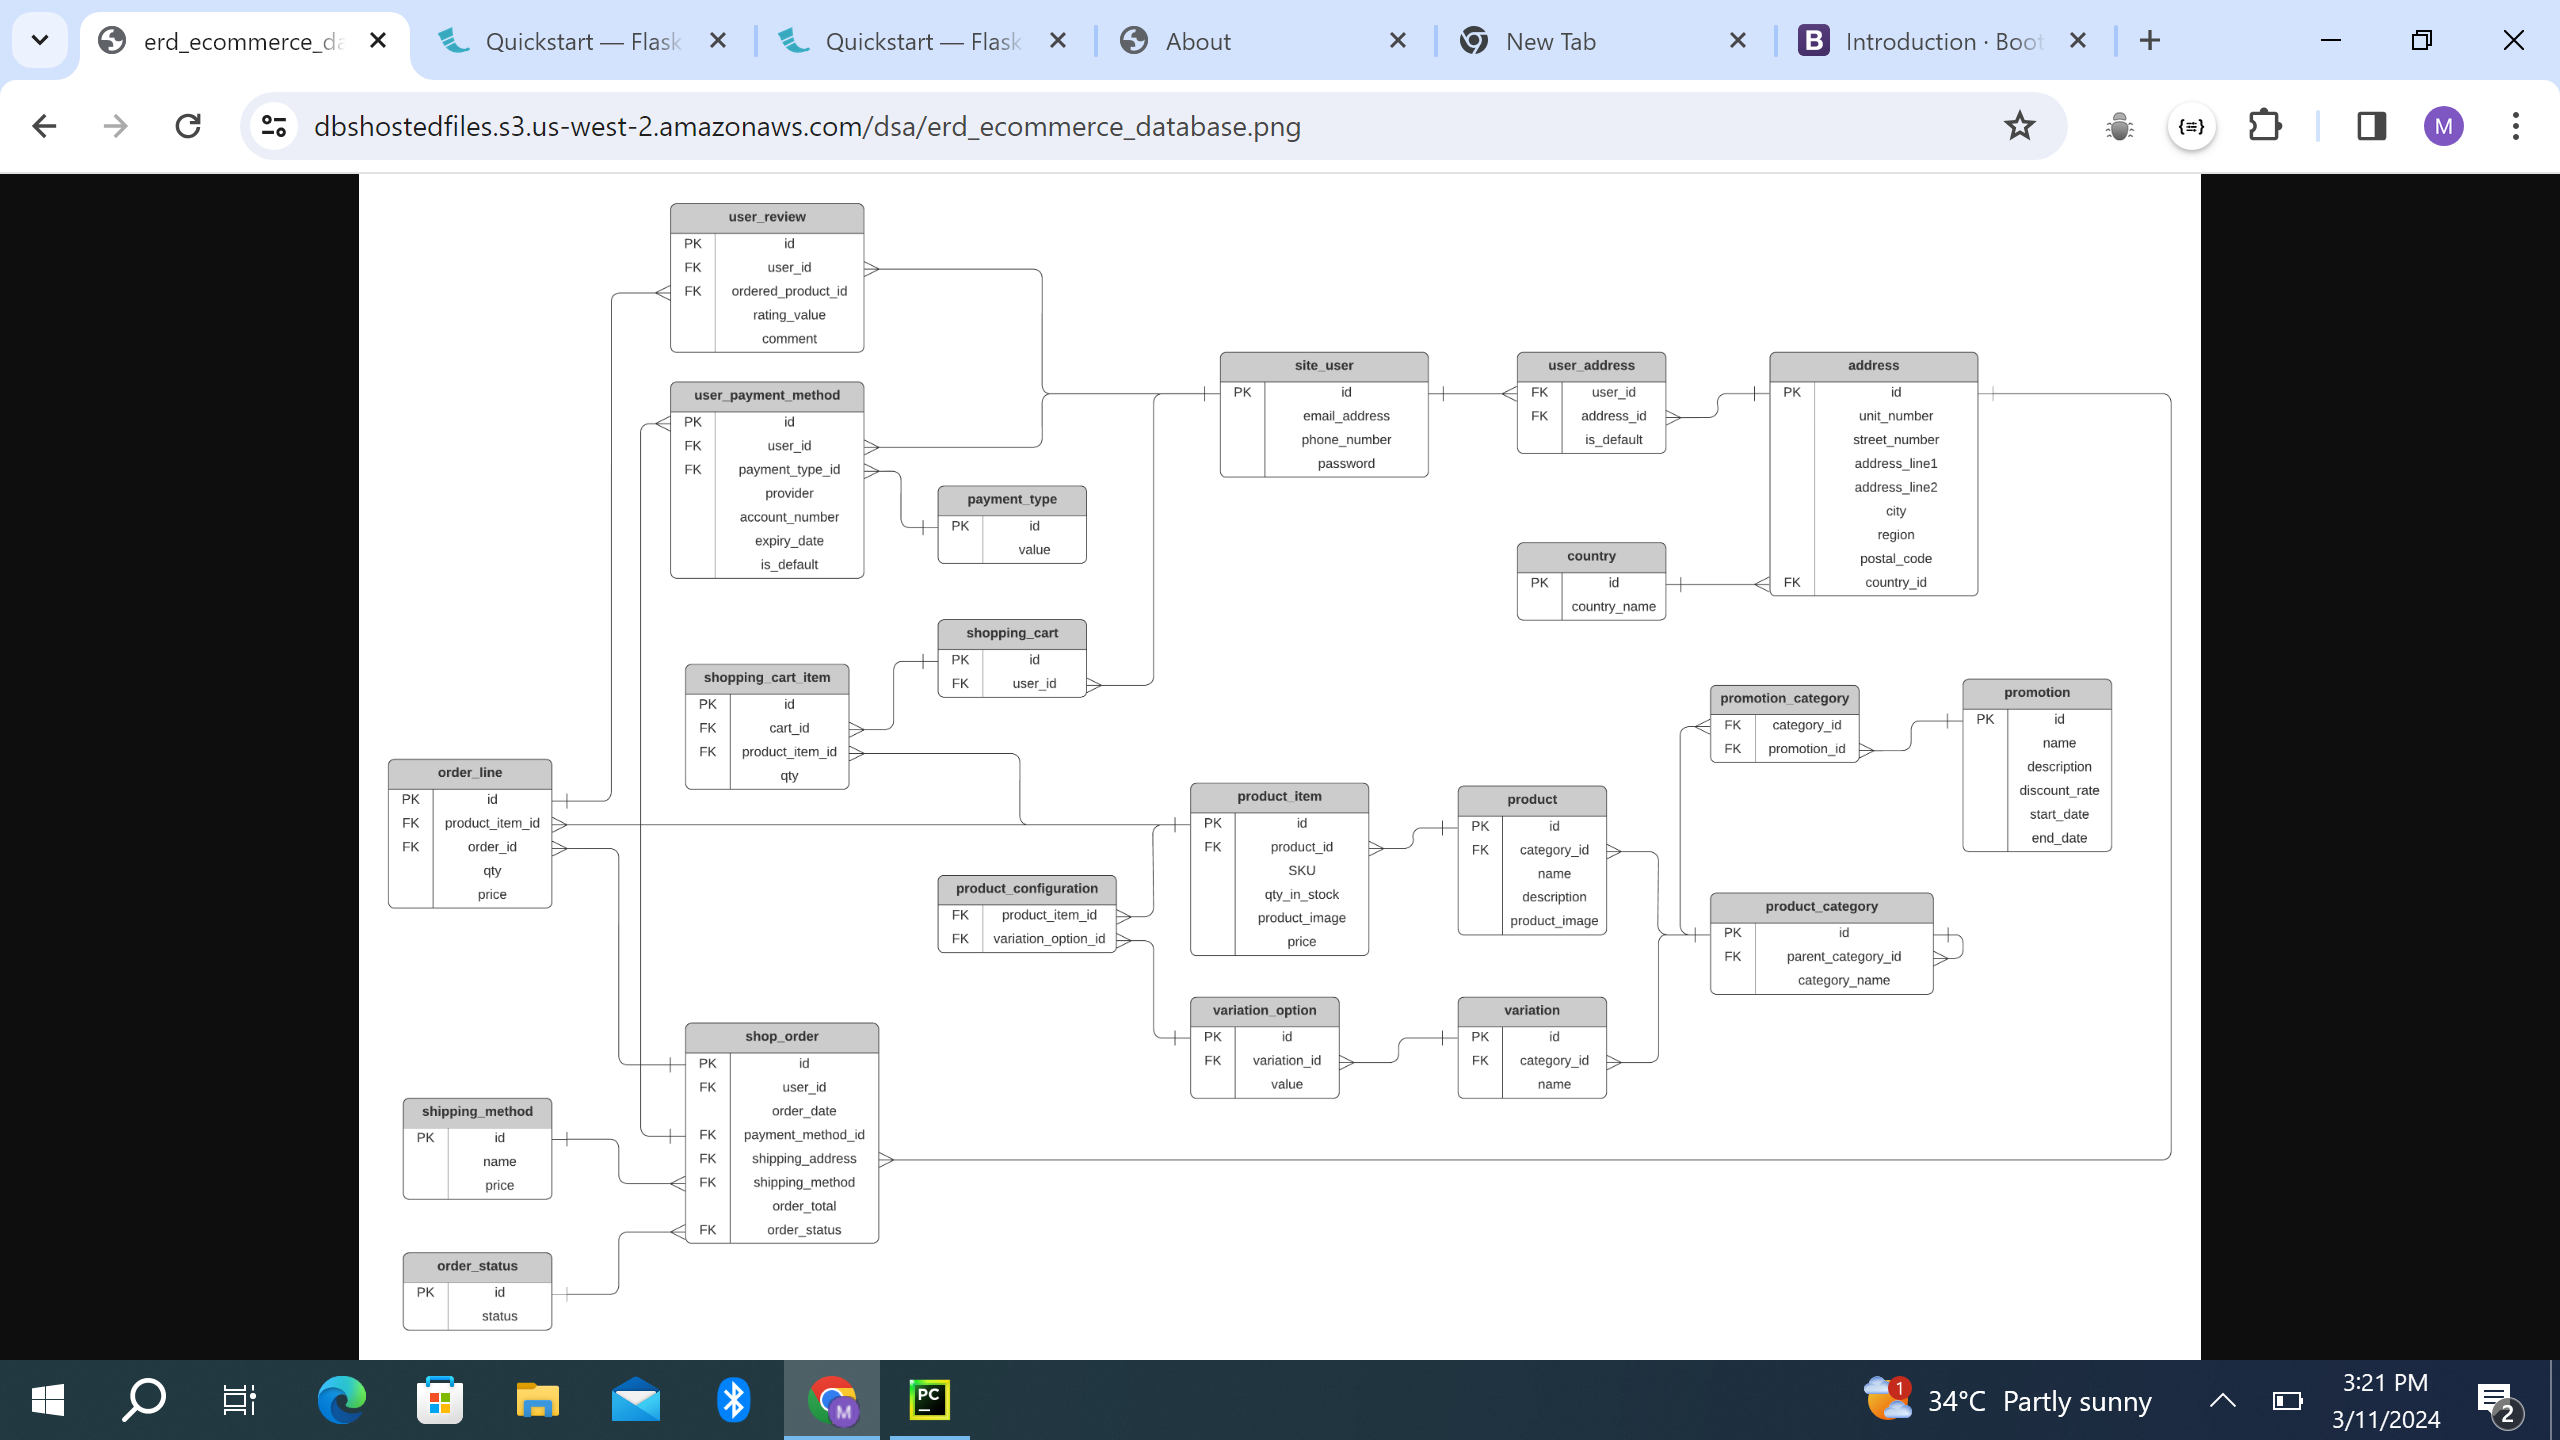 erd_ecommerce_da
Quickstart — Flask
Quickstart — Flask
About
New Tab
B
Introduction · Boot
dbshostedfiles.s3.us-west-2.amazonaws.com/dsa/erd_ecommerce_database.png
M
user_review
PK id
FK user_id
FK ordered_product_id
rating_value
comment
user_payment_method
PK id
FK user_id
FK payment_type_id
provider
account_number
expiry_date
is_default
payment_type
PK id
value
site_user
PK id
email_address
phone_number
password
user_address
FK user_id
FK address_id
is_default
address
PK id
unit_number
street_number
address_line1
address_line2
city
region
postal_code
FK country_id
country
PK id
country_name
shopping_cart
PK id
FK user_id
shopping_cart_item
PK id
FK cart_id
FK product_item_id
qty
promotion_category
FK category_id
FK promotion_id
promotion
PK id
name
description
discount_rate
start_date
end_date
order_line
PK id
FK product_item_id
FK order_id
qty
price
product_item
PK id
FK product_id
SKU
qty_in_stock
product_image
price
product
PK id
FK category_id
name
description
product_image
product_configuration
FK product_item_id
FK variation_option_id
product_category
PK id
FK parent_category_id
category_name
variation_option
PK id
FK variation_id
value
variation
PK id
FK category_id
name
shop_order
PK id
FK user_id
order_date
FK payment_method_id
FK shipping_address
FK shipping_method
order_total
FK order_status
shipping_method
PK id
name
price
order_status
PK id
status
M
PC
1
34°C Partly sunny
3:21 PM
3/11/2024
2